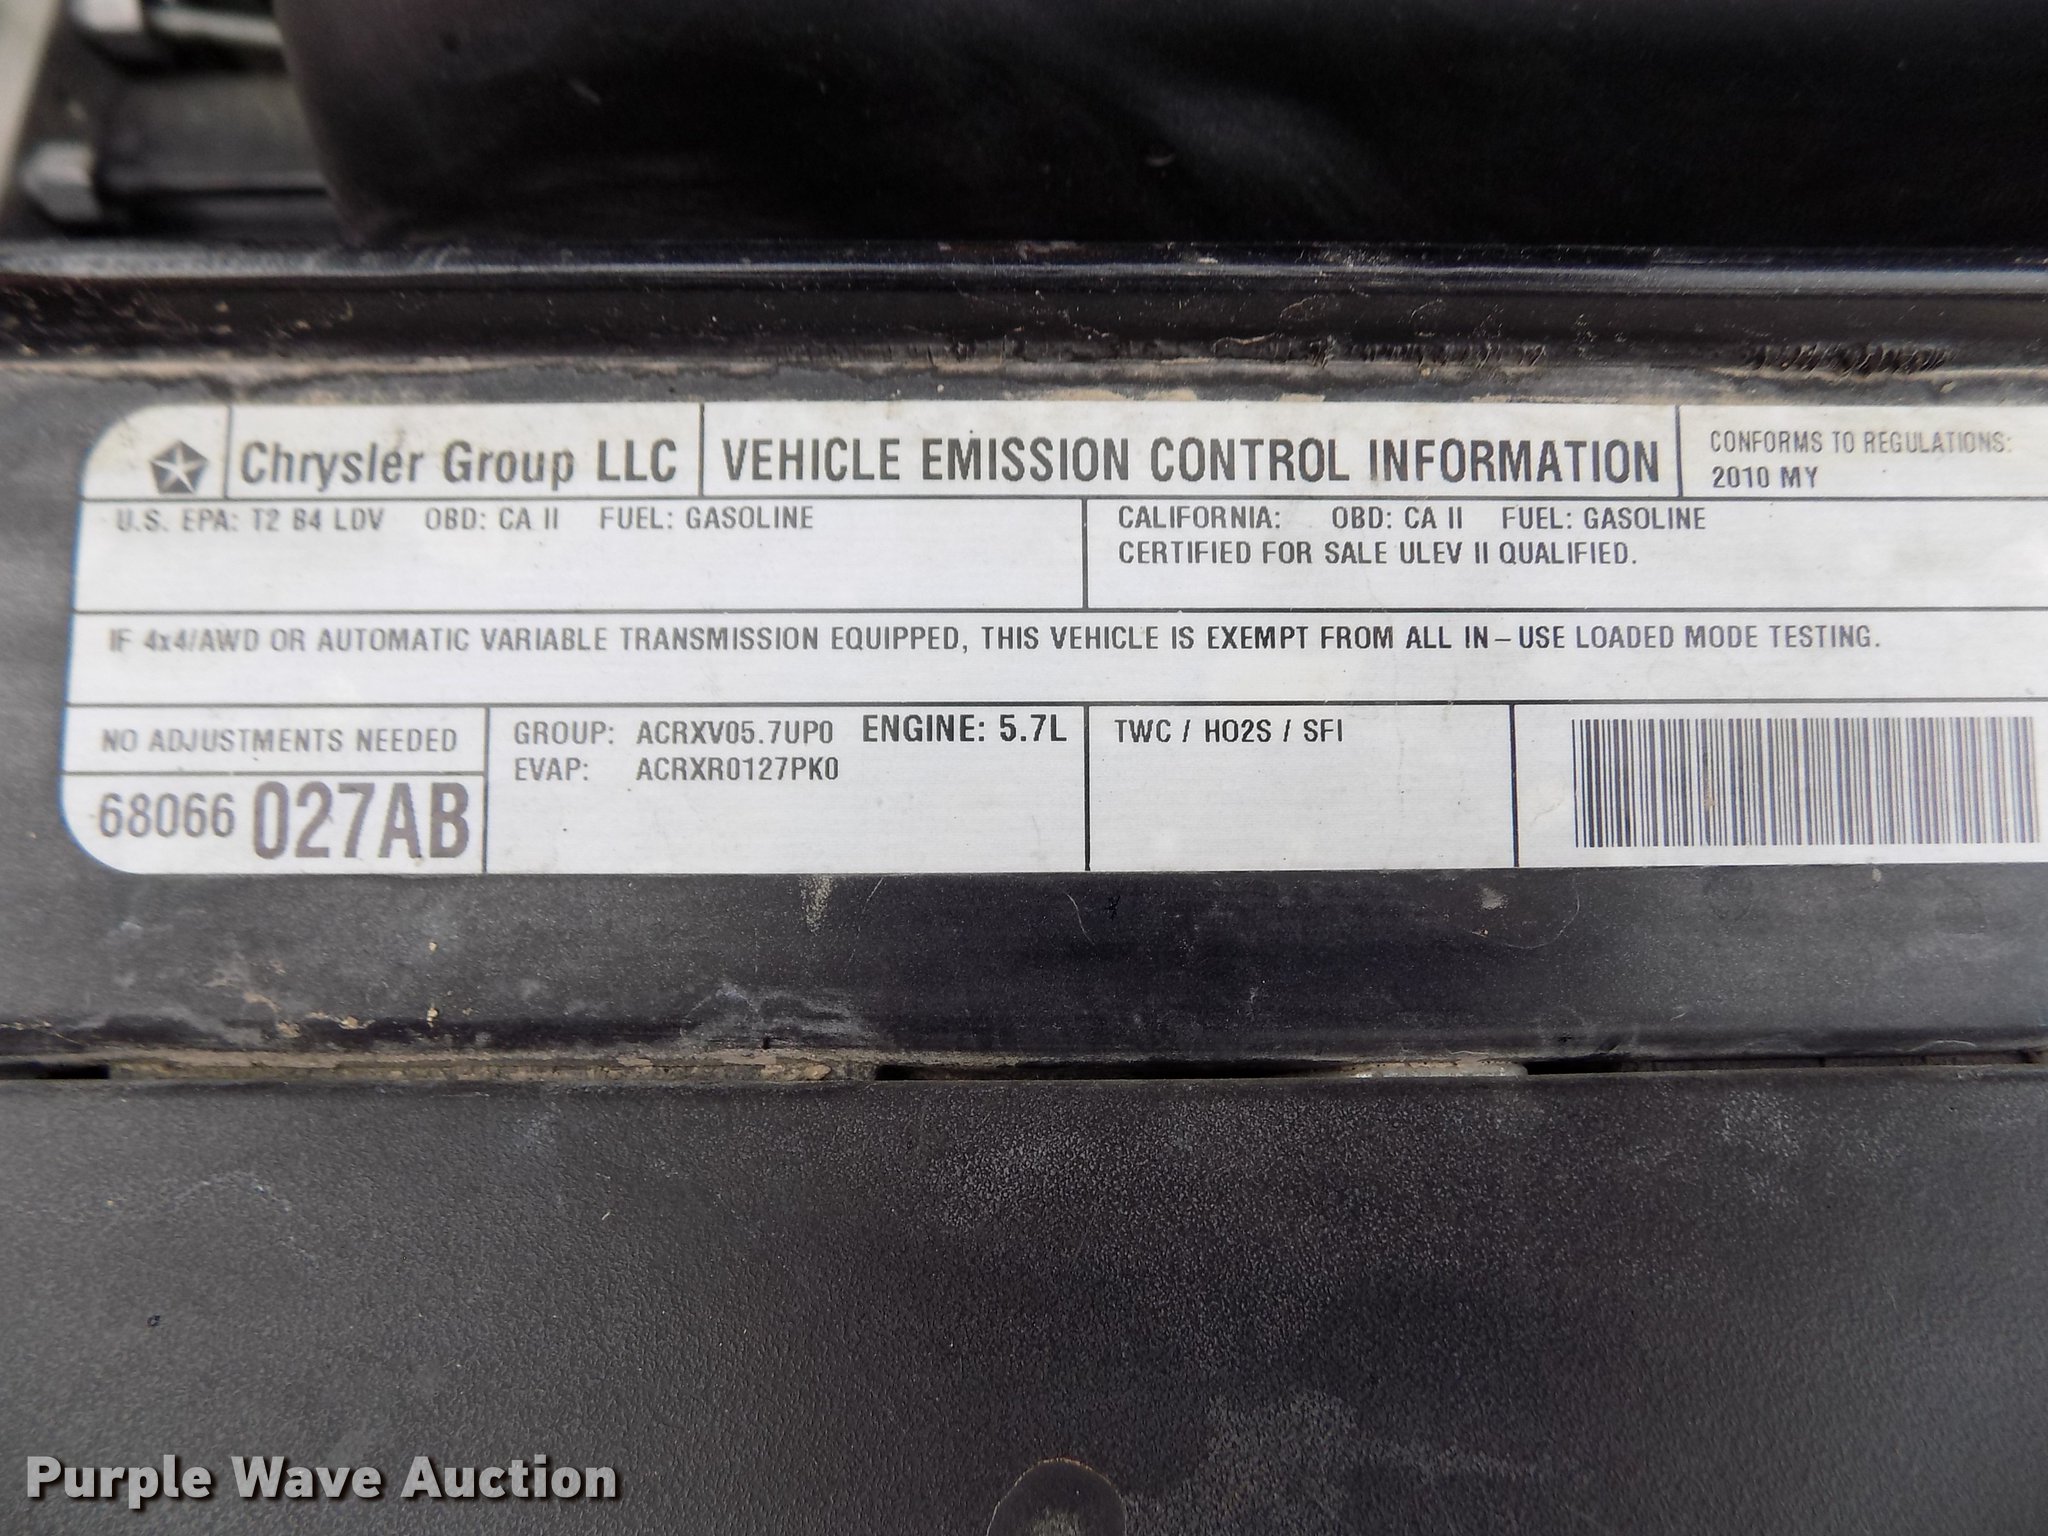 Chrysler Group LLC
VEHICLE EMISSION CONTROL INFORMATION
CONFORMS TO REGULATIONS:
2010 MY
U.S. EPA: T2 B4 LDV OBD: CA II FUEL: GASOLINE
CALIFORNIA: OBD: CA II FUEL: GASOLINE
CERTIFIED FOR SALE ULEV II QUALIFIED.
IF 4x4/AWD OR AUTOMATIC VARIABLE TRANSMISSION EQUIPPED, THIS VEHICLE IS EXEMPT FROM ALL IN–USE LOADED MODE TESTING.
NO ADJUSTMENTS NEEDED
68066 027AB
GROUP: ACRXV05.7UP0 ENGINE: 5.7L
EVAP: ACRXR0127PK0
TWC / HO2S / SFI
Purple Wave Auction